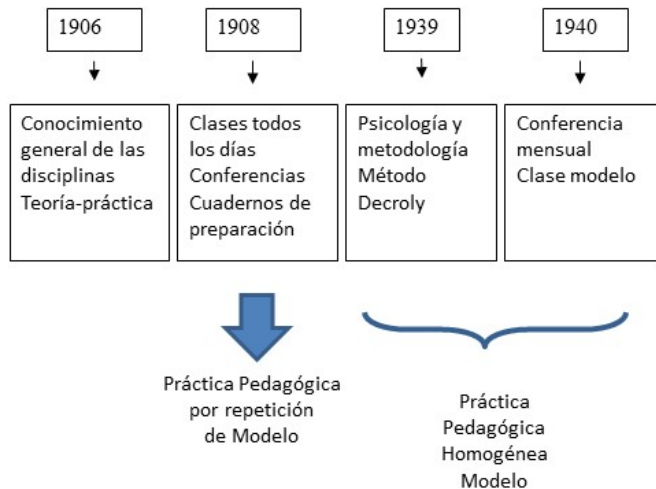 1906
1908
1939
1940
Conocimiento
general de las
disciplinas
Teoría-práctica
Clases todos
los días
Conferencias
Cuadernos de
preparación
Psicología y
metodología
Método
Decroly
Conferencia
mensual
Clase modelo
Práctica Pedagógica
por repetición
de Modelo
Práctica
Pedagógica
Homogénea
Modelo